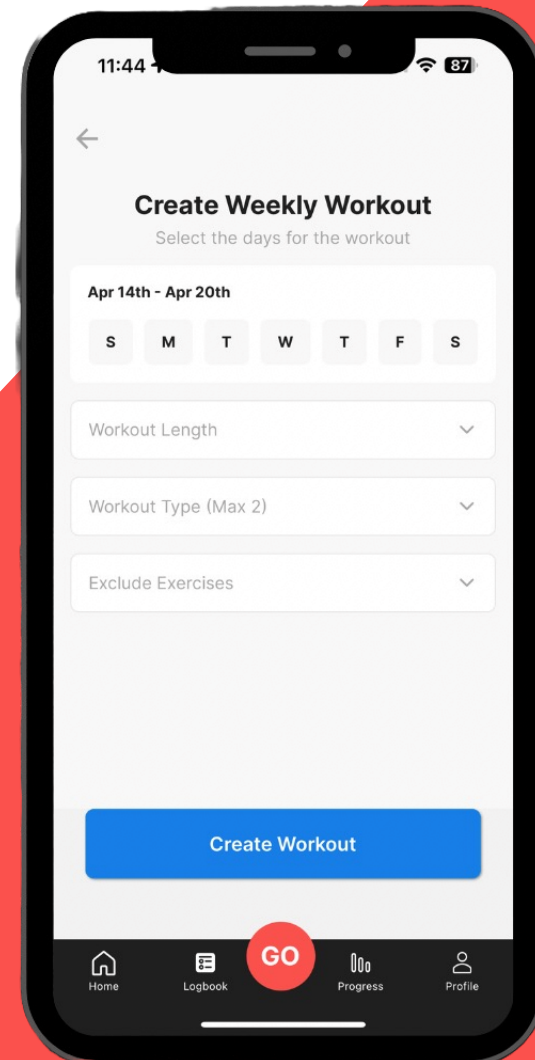 11:44
87
Create Weekly Workout
Select the days for the workout
Apr 14th - Apr 20th
S M T W T F S
Workout Length
Workout Type (Max 2)
Exclude Exercises
Create Workout
GO
Home Logbook Progress Profile